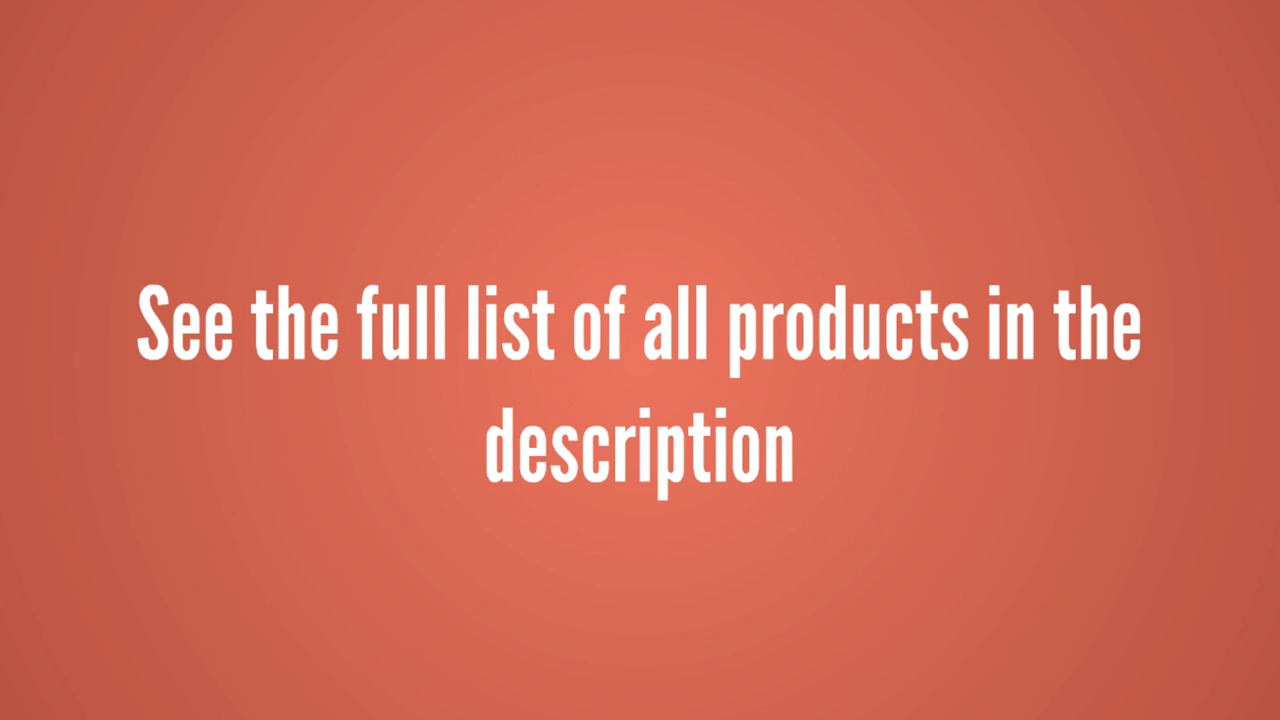 See the full list of all products in the
description